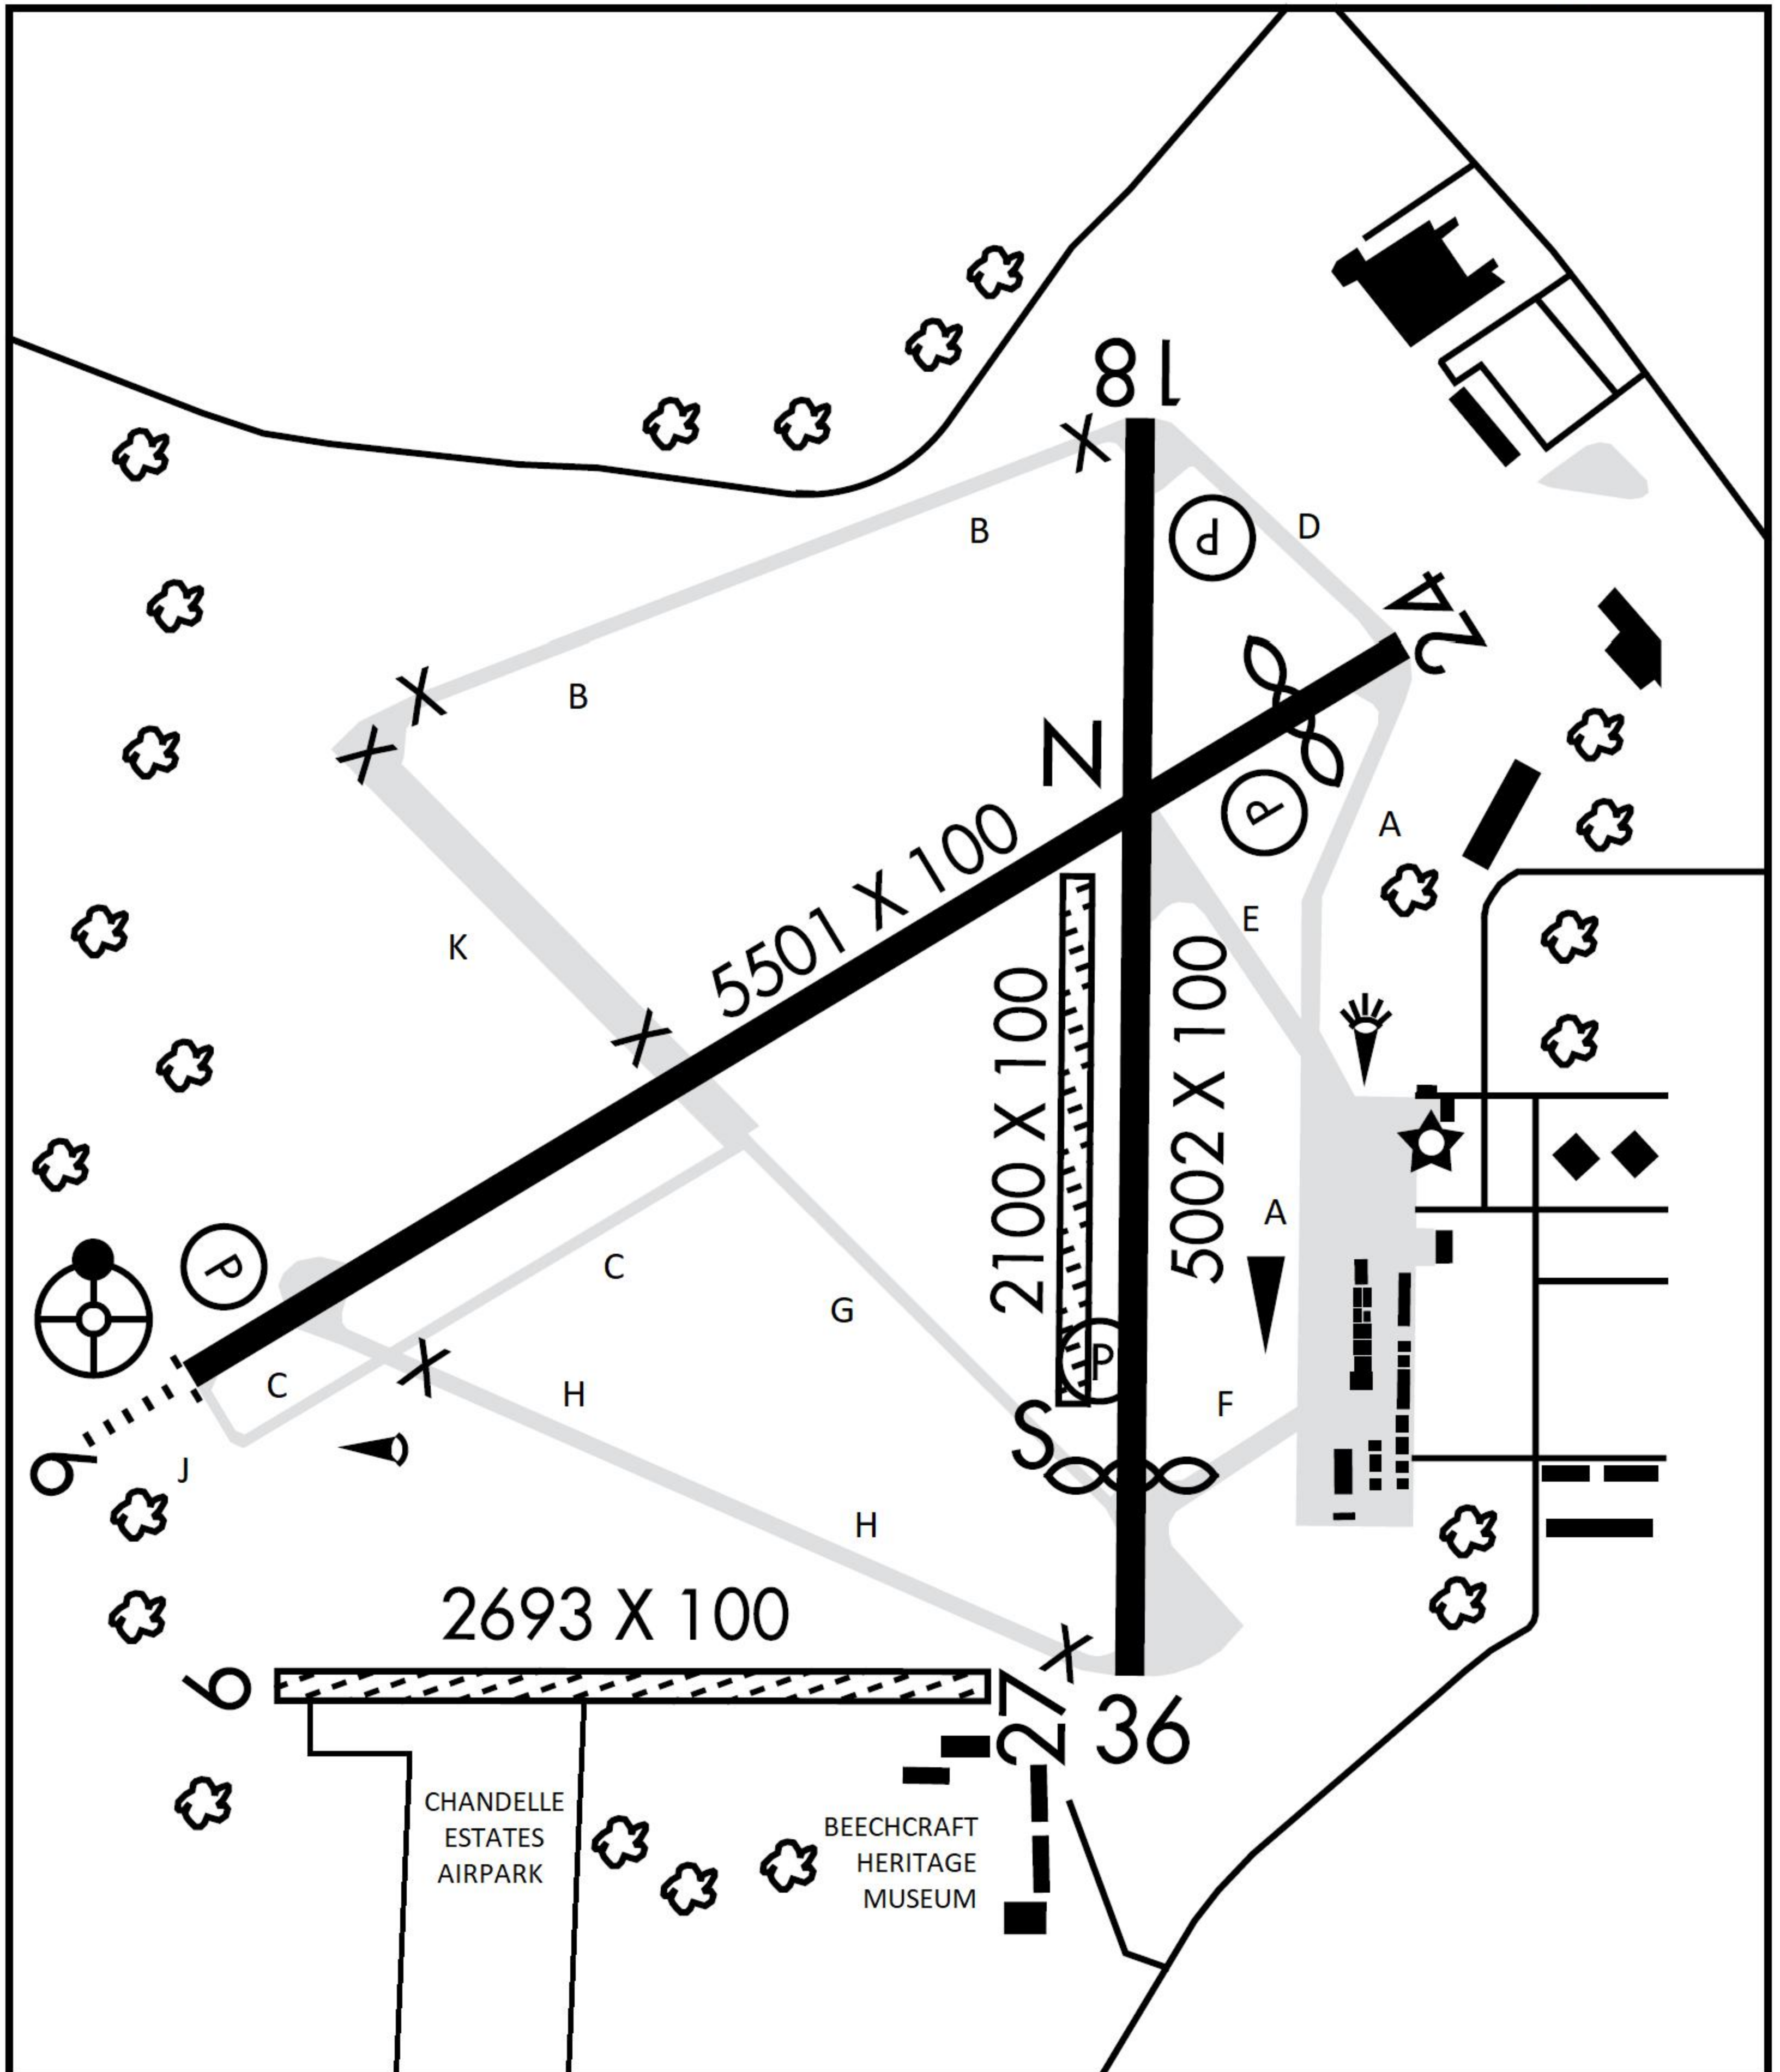 18
B
P
D
24
B
N
P
A
5501 X 100
E
K
2100 X 100
5002 X 100
A
P
C
G
P
C
H
F
S
6
J
H
2693 X 100
9
27
36
CHANDELLE
ESTATES
AIRPARK
BEECHCRAFT
HERITAGE
MUSEUM